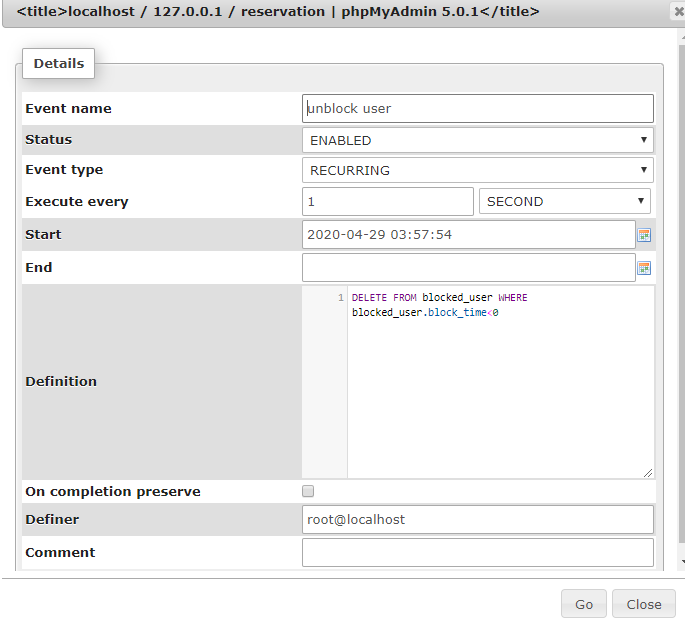 <title>localhost / 127.0.0.1 / reservation | phpMyAdmin 5.0.1</title>
Details
Event name unblock user
Status ENABLED
Event type RECURRING
Execute every 1 SECOND
Start 2020-04-29 03:57:54
End
1 DELETE FROM blocked_user WHERE
blocked_user.block_time<0
Definition
On completion preserve
Definer root@localhost
Comment
Go Close